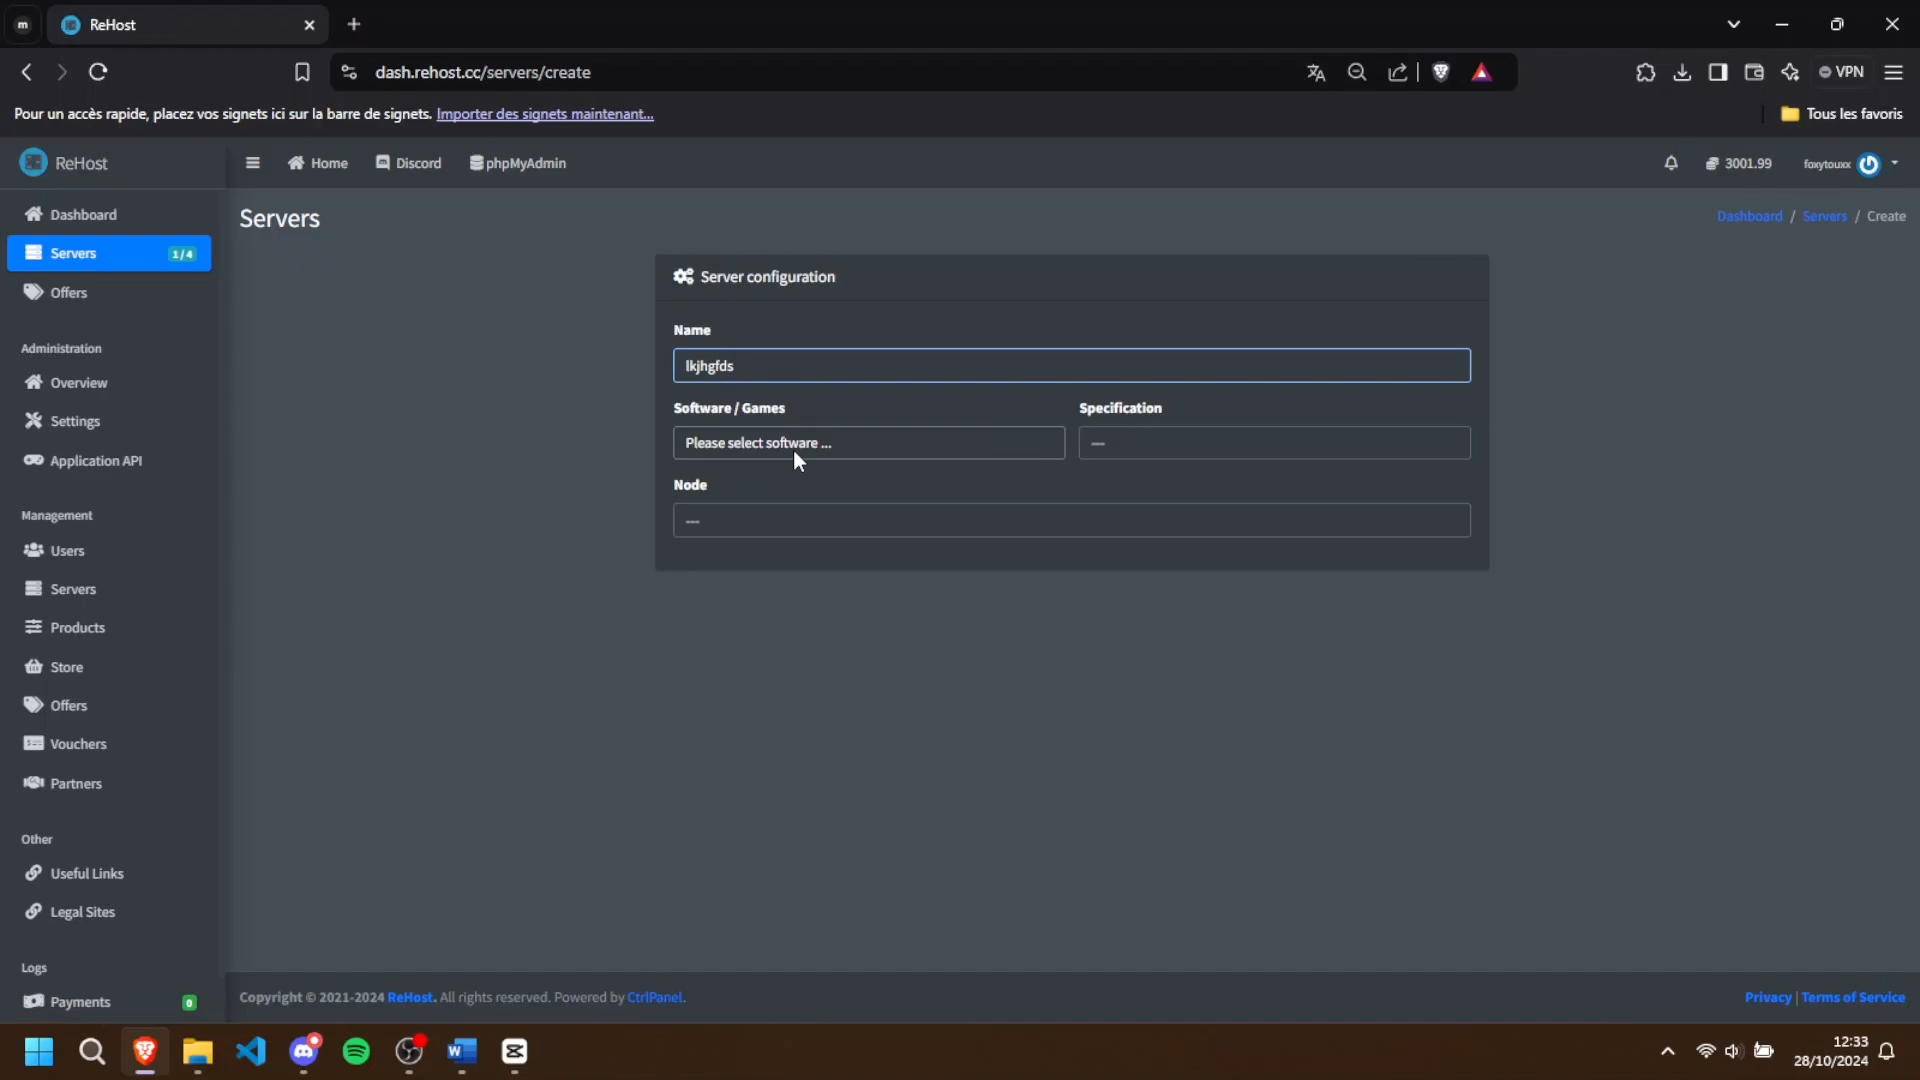 m
ReHost
dash.rehost.cc/servers/create
VPN
Pour un accès rapide, placez vos signets ici sur la barre de signets. Importer des signets maintenant...
Tous les favoris
ReHost
Home
Discord
phpMyAdmin
3001.99
foxytouxx
Dashboard
Servers 1/4
Offers
Administration
Overview
Settings
Application API
Management
Users
Servers
Products
Store
Offers
Vouchers
Partners
Other
Useful Links
Legal Sites
Logs
Payments 0
Servers
Dashboard / Servers / Create
Server configuration
Name
lkjhgfds
Software / Games
Specification
Please select software ...
---
Node
---
Copyright © 2021-2024 ReHost. All rights reserved. Powered by CtrlPanel.
Privacy | Terms of Service
12:33
28/10/2024